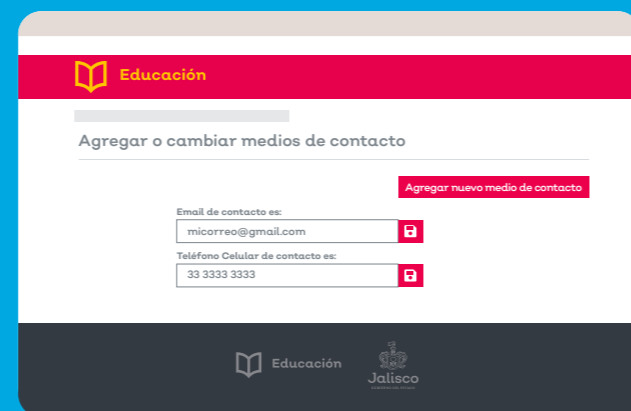 Educación
Agregar o cambiar medios de contacto
Agregar nuevo medio de contacto
Email de contacto es:
micorreo@gmail.com
Teléfono Celular de contacto es:
33 3333 3333
Educación
Jalisco